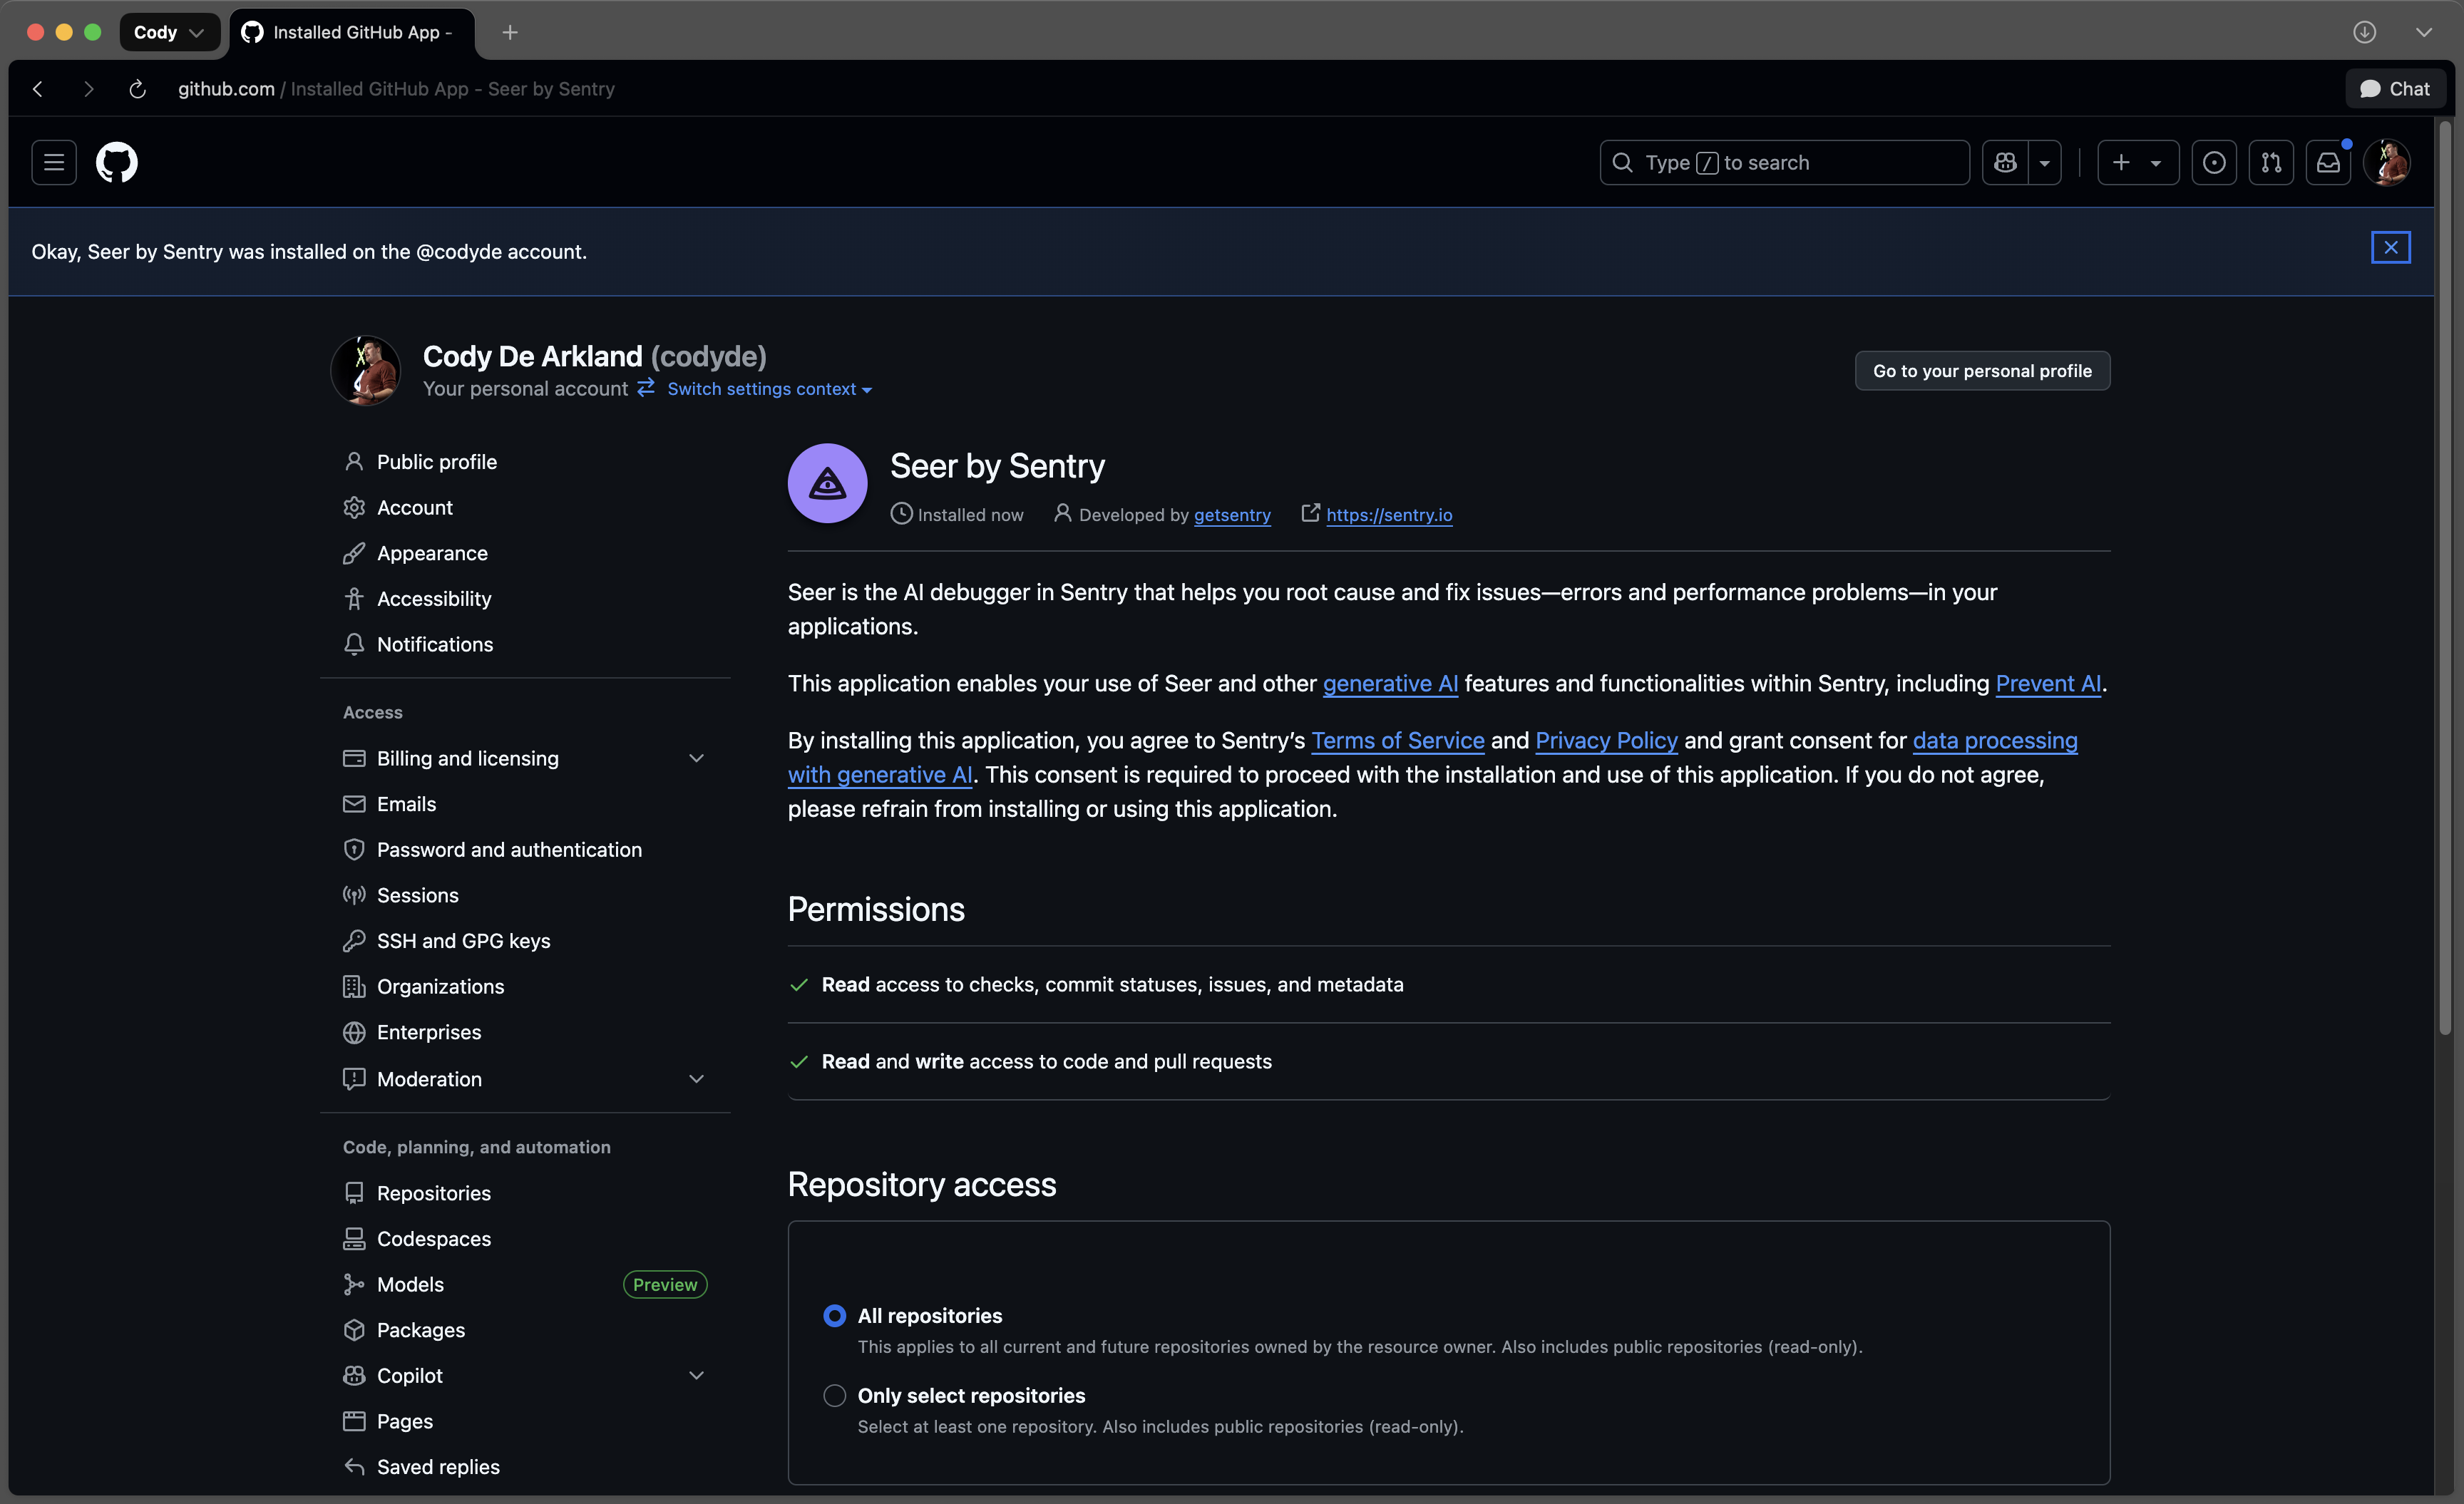 Cody
Installed GitHub App -
github.com / Installed GitHub App - Seer by Sentry
Chat
Type / to search
Okay, Seer by Sentry was installed on the @codyde account.
Cody De Arkland (codyde)
Your personal account
Switch settings context
Go to your personal profile
Public profile
Account
Appearance
Accessibility
Notifications
Access
Billing and licensing
Emails
Password and authentication
Sessions
SSH and GPG keys
Organizations
Enterprises
Moderation
Code, planning, and automation
Repositories
Codespaces
Models
Preview
Packages
Copilot
Pages
Saved replies
Seer by Sentry
Installed now
Developed by getsentry
https://sentry.io
Seer is the AI debugger in Sentry that helps you root cause and fix issues—errors and performance problems—in your
applications.
This application enables your use of Seer and other generative AI features and functionalities within Sentry, including Prevent AI.
By installing this application, you agree to Sentry’s Terms of Service and Privacy Policy and grant consent for data processing
with generative AI. This consent is required to proceed with the installation and use of this application. If you do not agree,
please refrain from installing or using this application.
Permissions
Read access to checks, commit statuses, issues, and metadata
Read and write access to code and pull requests
Repository access
All repositories
This applies to all current and future repositories owned by the resource owner. Also includes public repositories (read-only).
Only select repositories
Select at least one repository. Also includes public repositories (read-only).